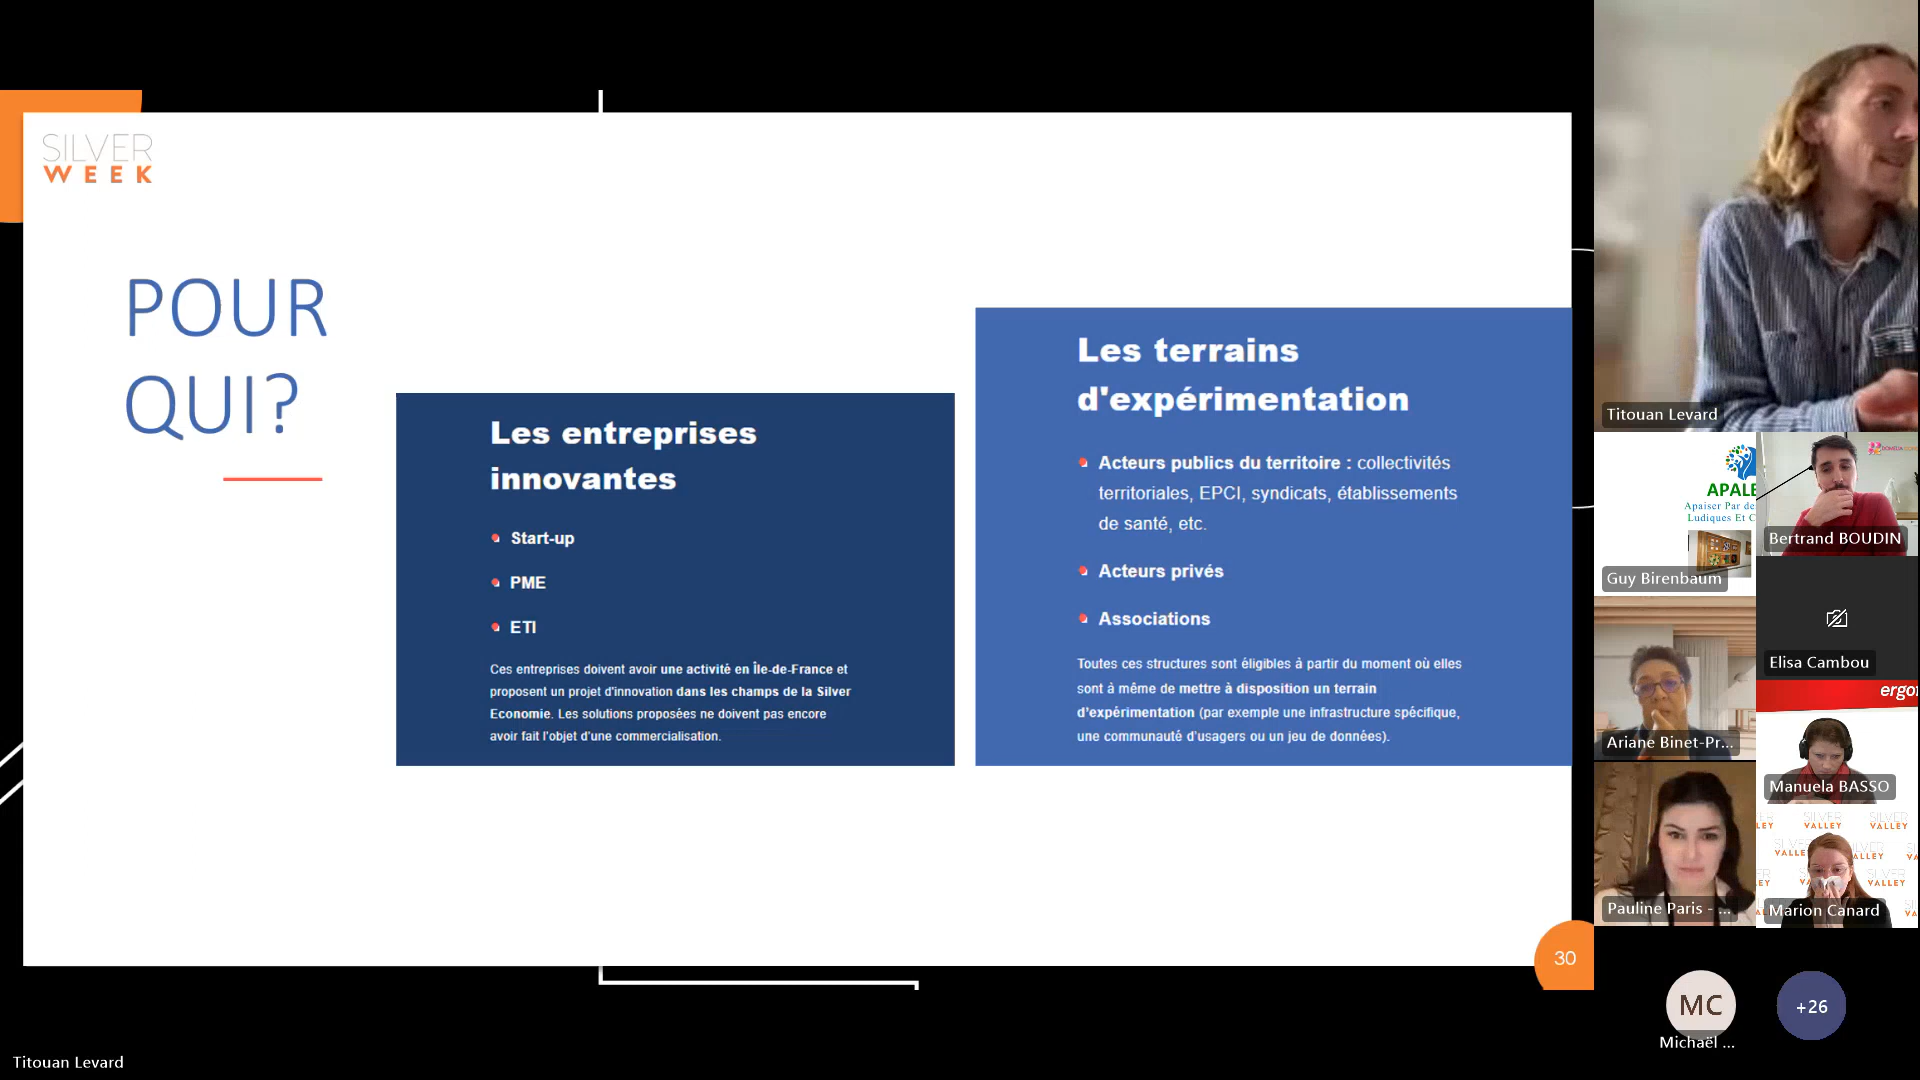 SILVER
WEEK
POUR
QUI?
Les entreprises
innovantes
Start-up
PME
ETI
Ces entreprises doivent avoir une activité en Île-de-France et
proposent un projet d'innovation dans les champs de la Silver
Economie. Les solutions proposées ne doivent pas encore
avoir fait l'objet d'une commercialisation.
Les terrains
d'expérimentation
Acteurs publics du territoire : collectivités
territoriales, EPCI, syndicats, établissements
de santé, etc.
Acteurs privés
Associations
Toutes ces structures sont éligibles à partir du moment où elles
sont à même de mettre à disposition un terrain
d'expérimentation (par exemple une infrastructure spécifique,
une communauté d'usagers ou un jeu de données).
30
Titouan Levard
Titouan Levard
APALE
Apaiser Par de
Ludiques Et C
Guy Birenbaum
Bertrand BOUDIN
Elisa Cambou
Ariane Binet-Pr...
ergo
Manuela BASSO
Pauline Paris - ...
SILVER
VALLEY
Marion Canard
MC
Michaël ...
+26